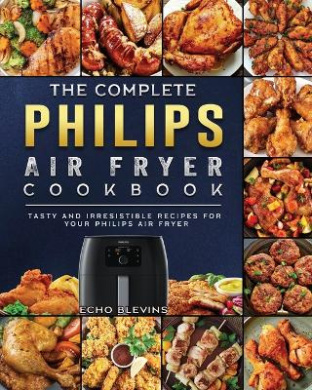 THE COMPLETE
PHILIPS
AIR FRYER
COOKBOOK
TASTY AND IRRESISTIBLE RECIPES FOR
YOUR PHILIPS AIR FRYER
ECHO BLEVINS